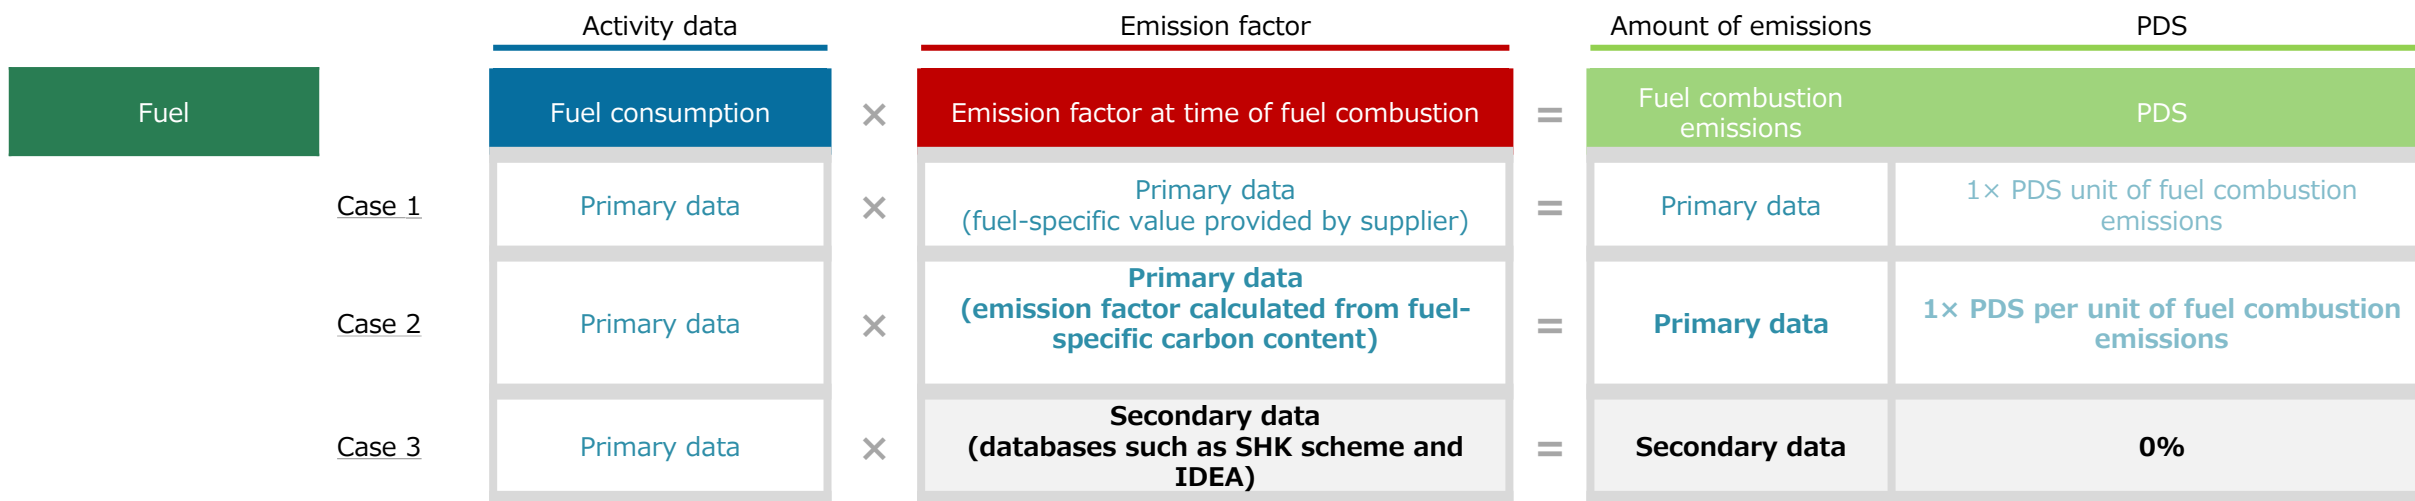 Activity data
Emission factor
Amount of emissions
PDS
Fuel
Fuel consumption
×
Emission factor at time of fuel combustion
=
Fuel combustion
emissions
PDS
Case 1
Primary data
×
Primary data
(fuel-specific value provided by supplier)
=
Primary data
1× PDS unit of fuel combustion
emissions
Case 2
Primary data
×
Primary data
(emission factor calculated from fuel-
specific carbon content)
=
Primary data
1× PDS per unit of fuel combustion
emissions
Case 3
Primary data
×
Secondary data
(databases such as SHK scheme and
IDEA)
=
Secondary data
0%